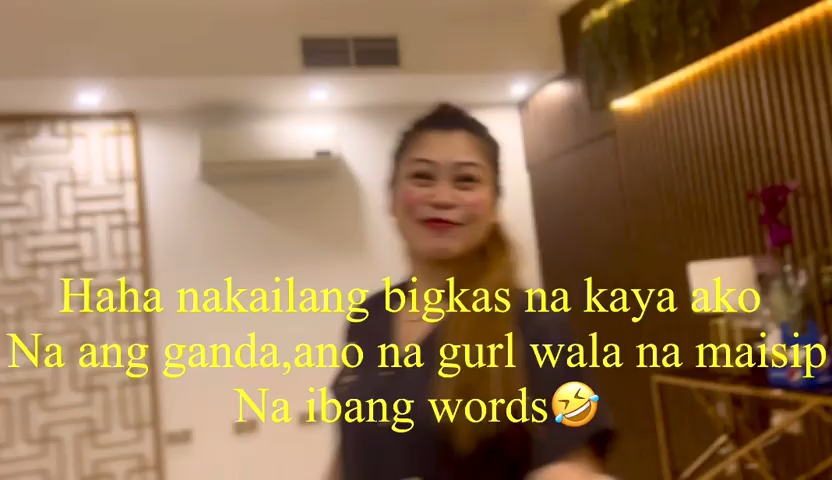 Haha nakailang bigkas na kaya ako
Na ang ganda,ano na gurl wala na maisip
Na ibang words🤣